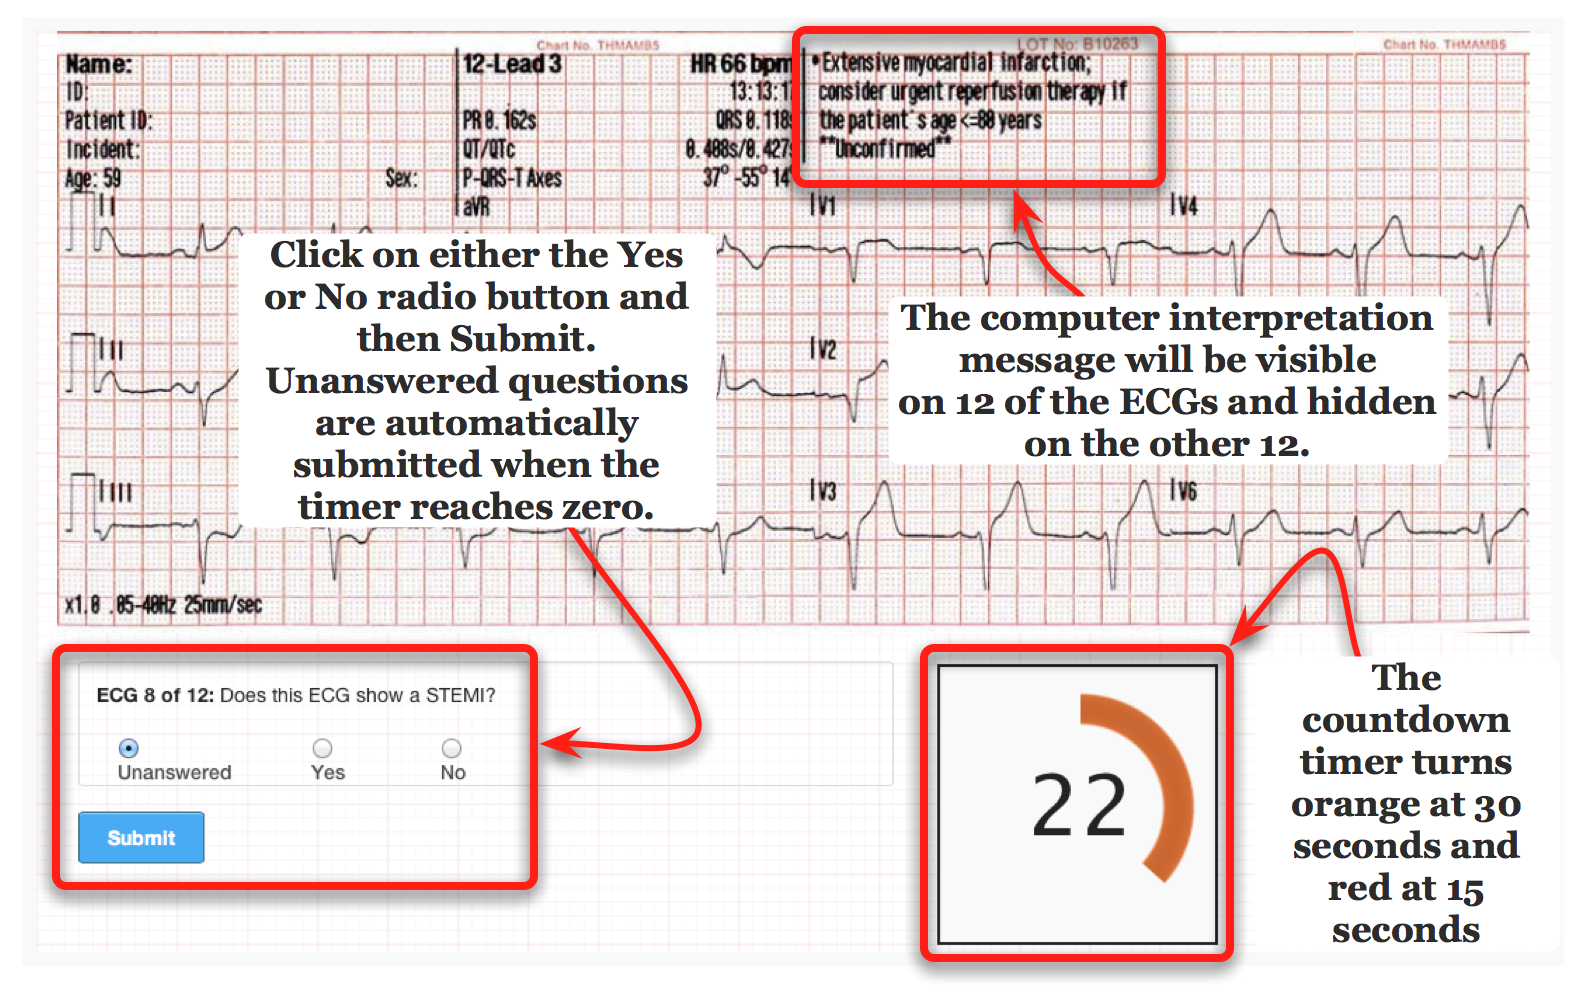 Chart No. THMAMB5
LOT No: B10263
Chart No. THMAMB5
Name:
ID:
Patient ID:
Incident:
Age: 59
Sex:
12-Lead 3
HR 66 bpm
13:13:17
PR 0.162s
QRS 0.118s
QT/QTc
0.408s/0.427s
P-QRS-T Axes
37° -55° 14°
aVR
*Extensive myocardial infarction;
consider urgent reperfusion therapy if
the patient's age <=80 years
**Unconfirmed**
I
V1
V4
II
V2
III
V3
V6
x1.0 .05-40Hz 25mm/sec
Click on either the Yes
or No radio button and
then Submit.
Unanswered questions
are automatically
submitted when the
timer reaches zero.
The computer interpretation
message will be visible
on 12 of the ECGs and hidden
on the other 12.
ECG 8 of 12: Does this ECG show a STEMI?
Unanswered
Yes
No
Submit
22
The
countdown
timer turns
orange at 30
seconds and
red at 15
seconds